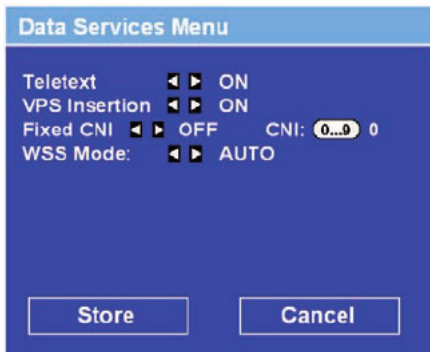 Data Services Menu
Teletext ◄ ► ON
VPS Insertion ◄ ► ON
Fixed CNI ◄ ► OFF CNI: 0...9 0
WSS Mode: ◄ ► AUTO
Store Cancel